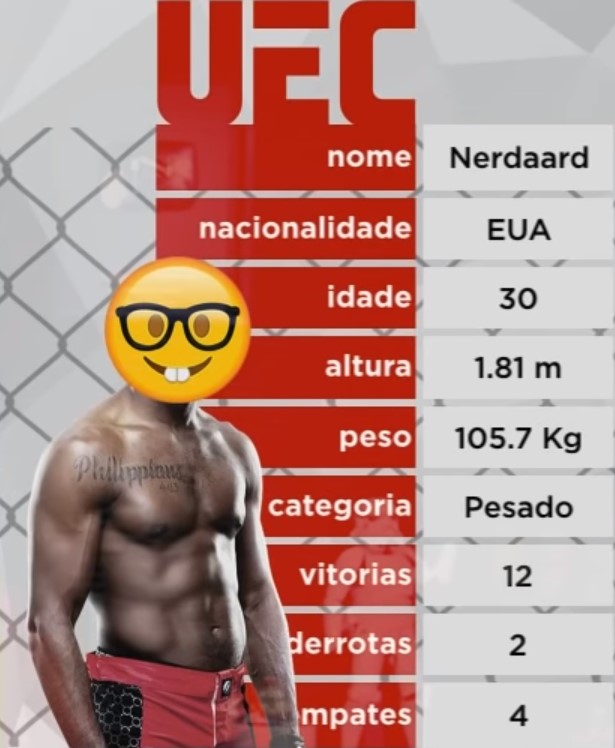 UFC
nome Nerdaard
nacionalidade EUA
idade 30
altura 1.81 m
peso 105.7 Kg
categoria Pesado
vitorias 12
derrotas 2
mpates 4
Philippians